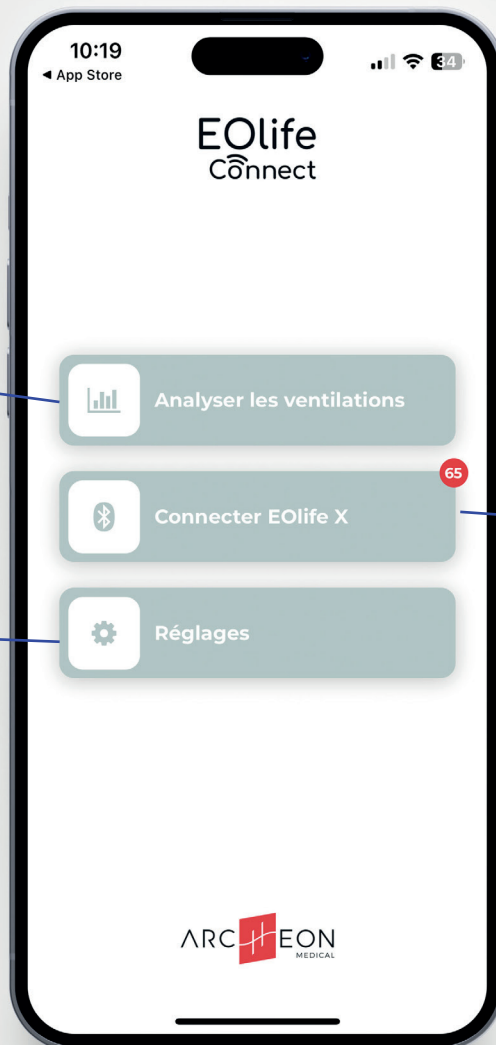 10:19
34
◀ App Store
EOlife
Connect
Analyser les ventilations
65
Connecter EOlife X
Réglages
ARCHEON
MEDICAL